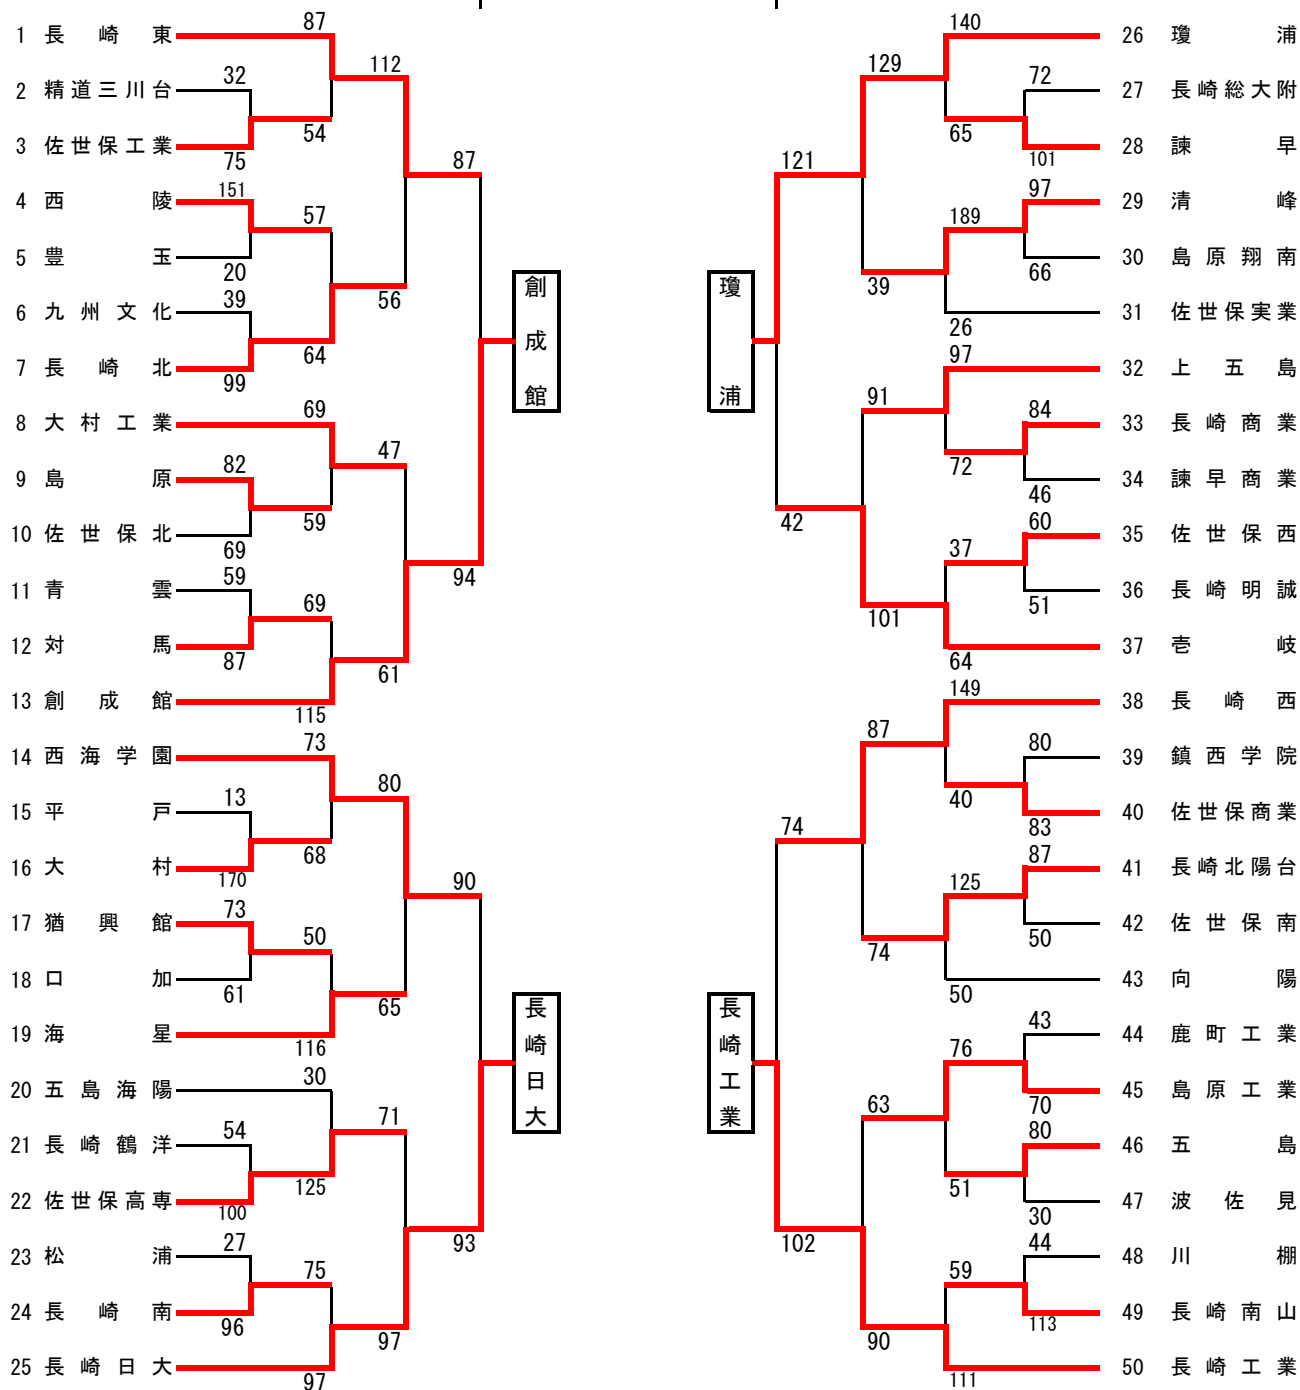 87
1 長崎東
112
2 精道三川台 32
54
3 佐世保工業 75
87
4 西陵 151
57
5 豊玉 20
6 九州文化 39
56
64
7 長崎北 99
創成館
8 大村工業 69
47
9 島原 82
59
10 佐世保北 69
94
11 青雲 59
69
12 対馬 87
61
13 創成館 115
14 西海学園 73
80
15 平戸 13
68
16 大村 170
90
17 猶興館 73
50
18 口加 61
65
19 海星 116
長崎日大
20 五島海陽 30
71
21 長崎鶴洋 54
125
22 佐世保高専 100
93
23 松浦 27
75
24 長崎南 96
97
25 長崎日大 97
140 26 瓊浦
129
72 27 長崎総大附
65
101 28 諫早
121
97 29 清峰
189
66 30 島原翔南
39
26 31 佐世保実業
瓊浦
97 32 上五島
91
84 33 長崎商業
72
46 34 諫早商業
42
60 35 佐世保西
37
51 36 長崎明誠
101
64 37 壱岐
149 38 長崎西
87
80 39 鎮西学院
40
83 40 佐世保商業
74
87 41 長崎北陽台
125
50 42 佐世保南
74
50 43 向陽
長崎工業
43 44 鹿町工業
76
70 45 島原工業
63
80 46 五島
51
30 47 波佐見
102
44 48 川棚
59
113 49 長崎南山
90
111 50 長崎工業